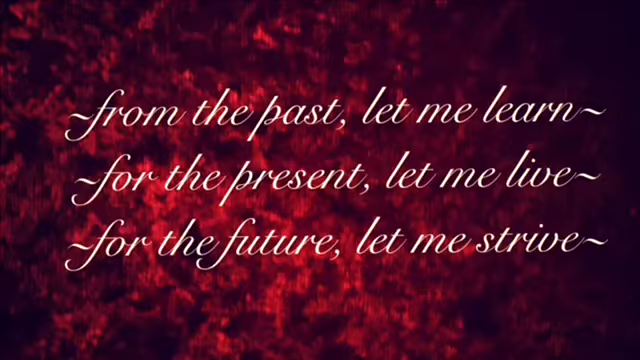 ~from the past, let me learn~
~for the present, let me live~
~for the future, let me strive~